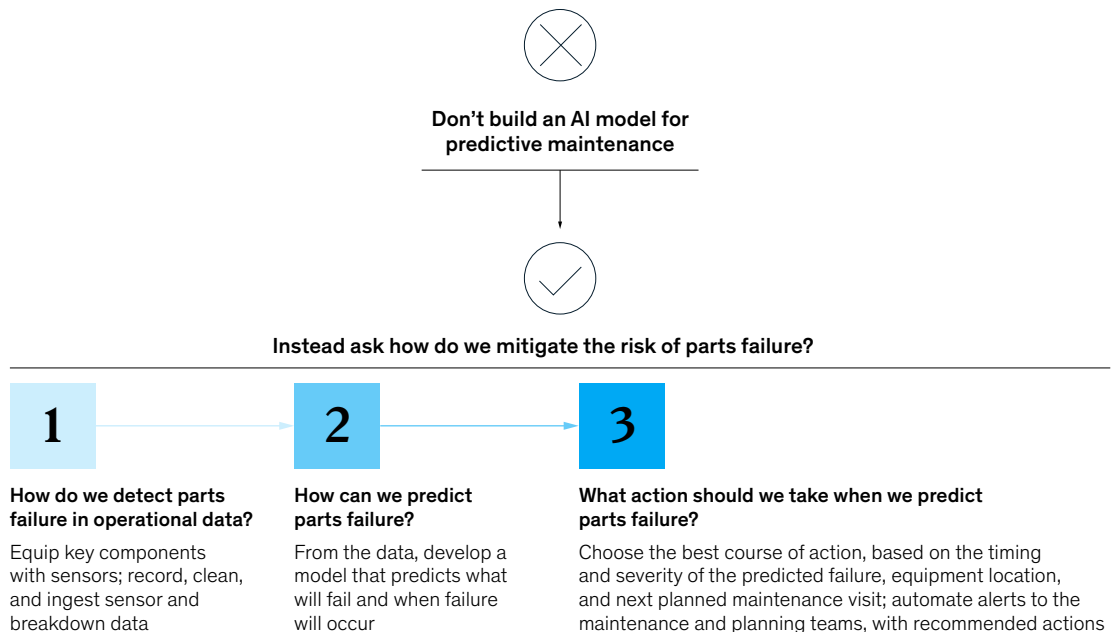 Don’t build an AI model for
predictive maintenance
Instead ask how do we mitigate the risk of parts failure?
1
How do we detect parts
failure in operational data?
Equip key components
with sensors; record, clean,
and ingest sensor and
breakdown data
2
How can we predict
parts failure?
From the data, develop a
model that predicts what
will fail and when failure
will occur
3
What action should we take when we predict
parts failure?
Choose the best course of action, based on the timing
and severity of the predicted failure, equipment location,
and next planned maintenance visit; automate alerts to the
maintenance and planning teams, with recommended actions